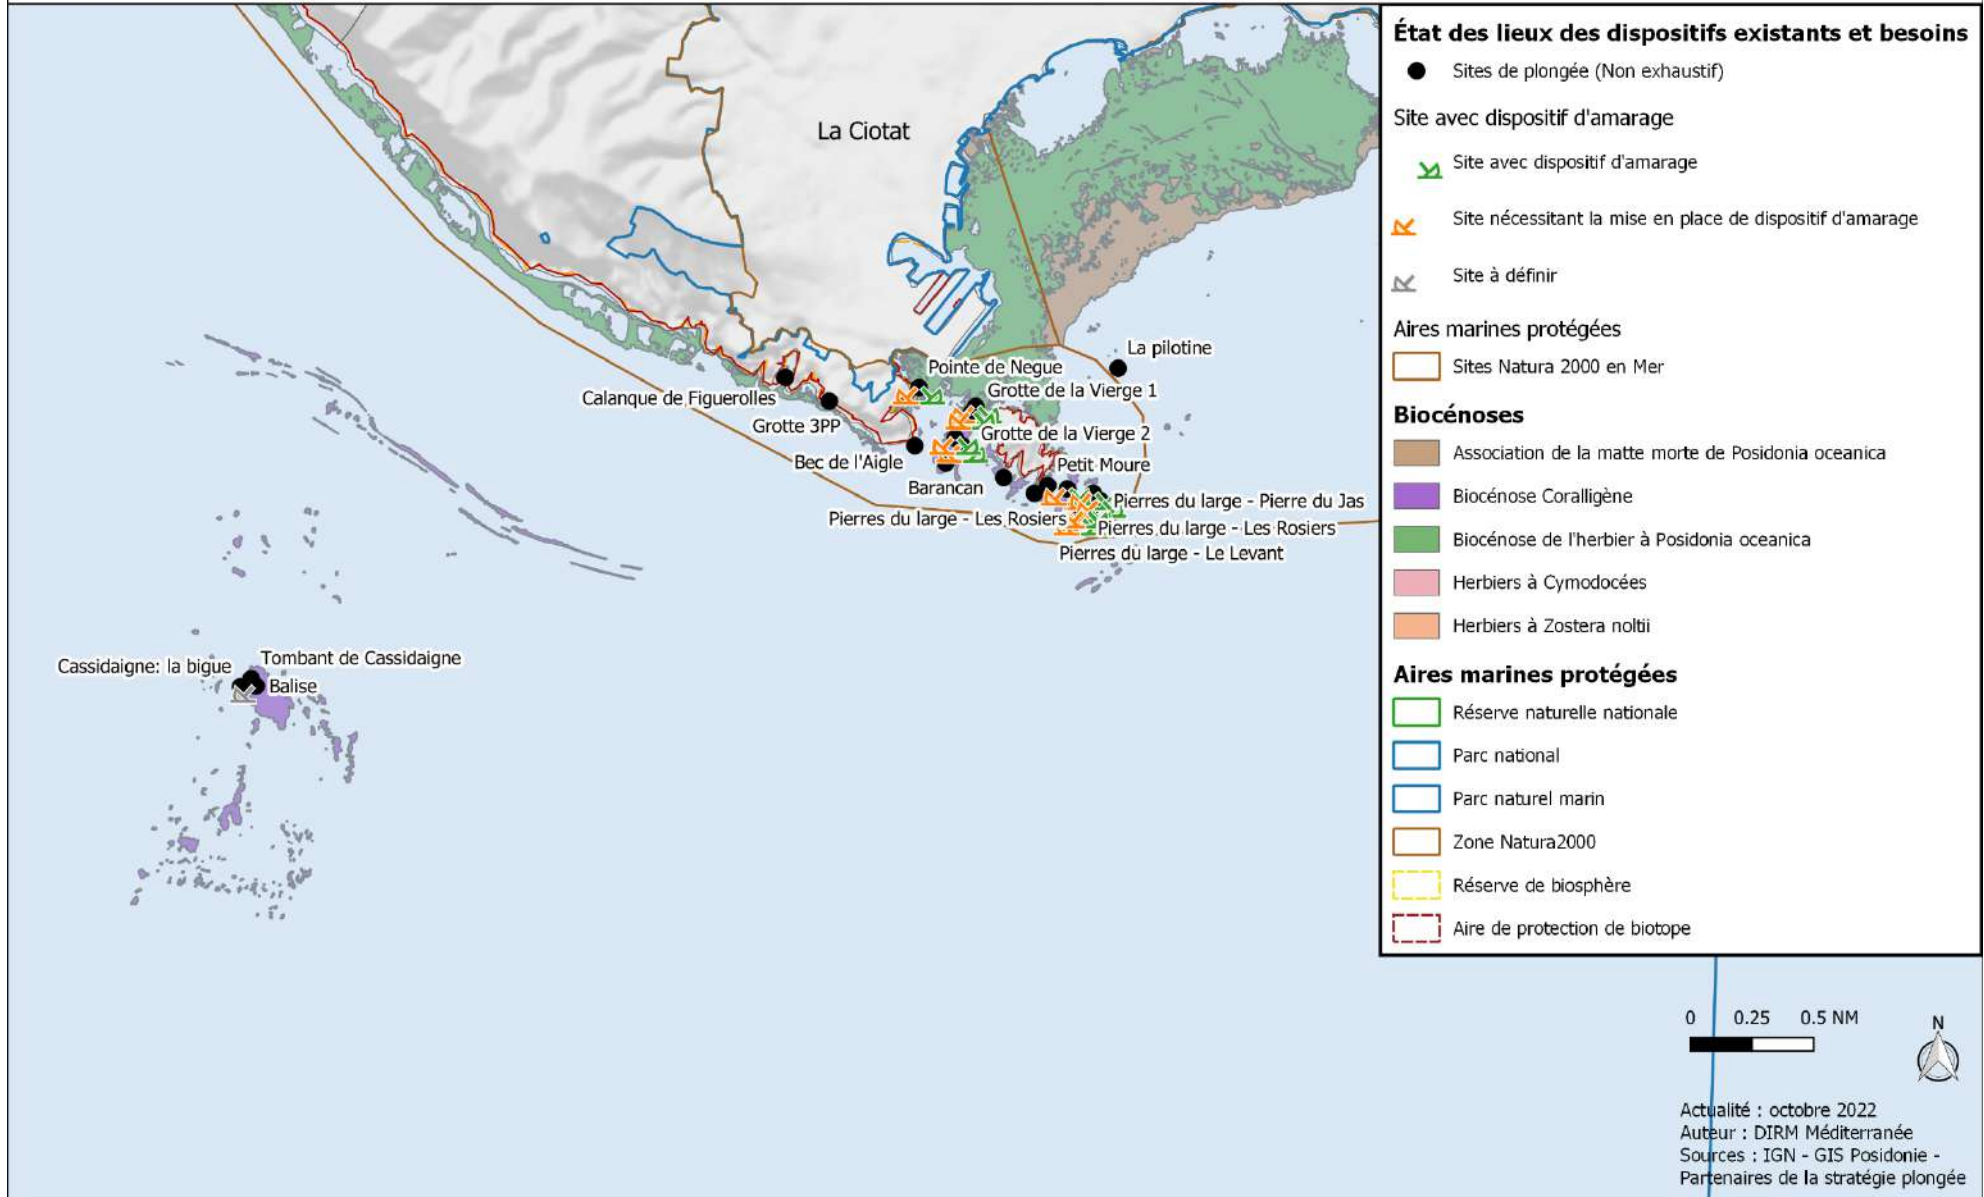 La Ciotat
La pilotine
Pointe de Negue
Calanque de Figuerolles
Grotte de la Vierge 1
Grotte 3PP
Grotte de la Vierge 2
Bec de l'Aigle
Petit Moure
Barancan
Pierres du large - Pierre du Jas
Pierres du large - Les Rosiers
Pierres du large - Les Rosiers
Pierres du large - Le Levant
Cassidaigne: la bigue
Tombant de Cassidaigne
Balise
État des lieux des dispositifs existants et besoins
Sites de plongée (Non exhaustif)
Site avec dispositif d'amarage
Site avec dispositif d'amarage
Site nécessitant la mise en place de dispositif d'amarage
Site à définir
Aires marines protégées
Sites Natura 2000 en Mer
Biocénoses
Association de la matte morte de Posidonia oceanica
Biocénose Coralligène
Biocénose de l'herbier à Posidonia oceanica
Herbiers à Cymodocées
Herbiers à Zostera noltii
Aires marines protégées
Réserve naturelle nationale
Parc national
Parc naturel marin
Zone Natura2000
Réserve de biosphère
Aire de protection de biotope
0 0.25 0.5 NM
N
Actualité : octobre 2022
Auteur : DIRM Méditerranée
Sources : IGN - GIS Posidonie -
Partenaires de la stratégie plongée